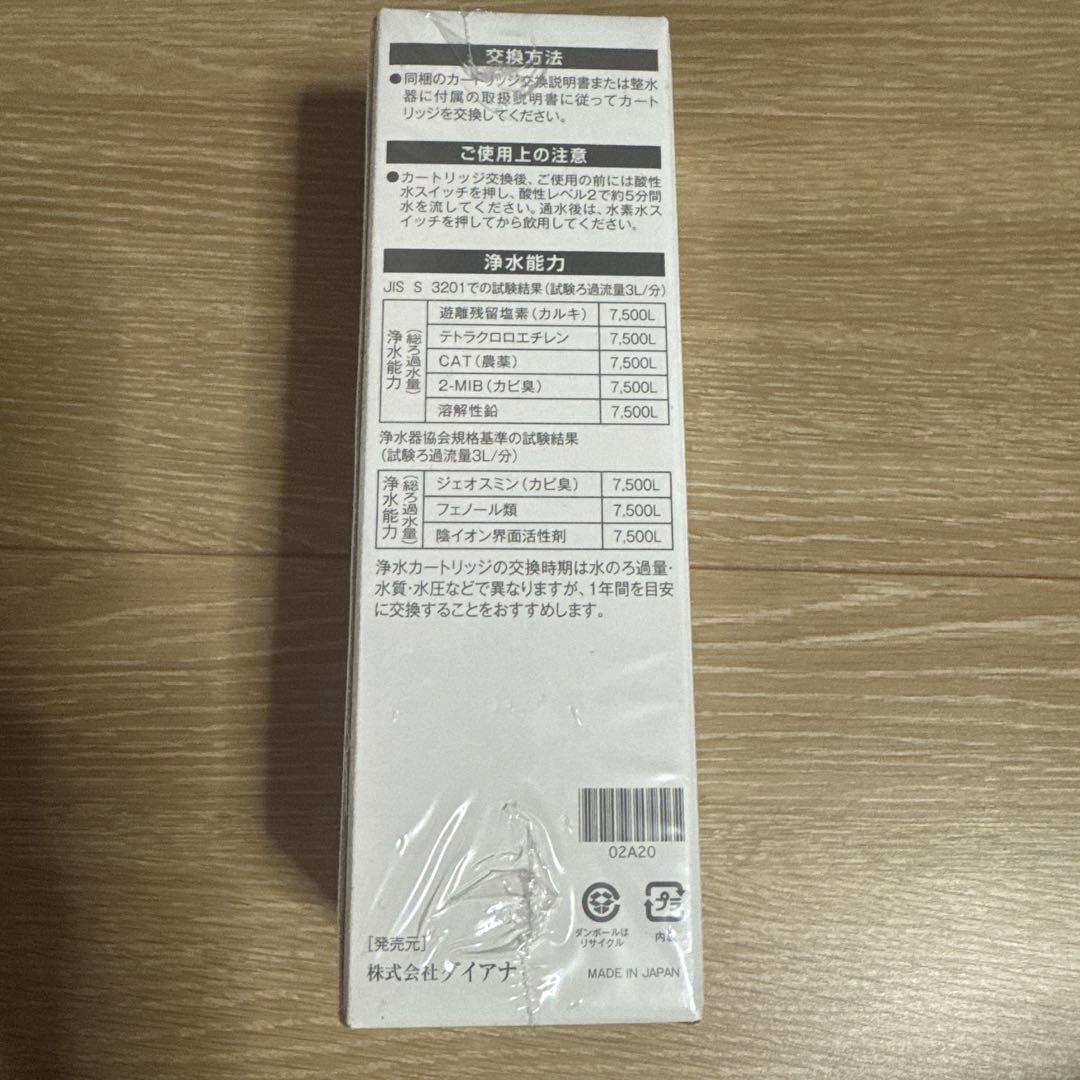 交換方法
●同梱のカートリッジ交換説明書または整水
器に付属の取扱説明書に従ってカート
リッジを交換してください。
ご使用上の注意
●カートリッジ交換後、ご使用の前には酸性
水スイッチを押し、酸性レベル2で約5分間
水を流してください。通水後は、水素水ス
イッチを押してから飲用してください。
浄水能力
JIS S 3201での試験結果(試験ろ過流量3L/分)
浄水能力
(総ろ過水量)
遊離残留塩素(カルキ) 7,500L
テトラクロロエチレン 7,500L
CAT(農薬) 7,500L
2-MIB(カビ臭) 7,500L
溶解性鉛 7,500L
浄水器協会規格基準の試験結果
(試験ろ過流量3L/分)
浄水能力
(総ろ過水量)
ジェオスミン(カビ臭) 7,500L
フェノール類 7,500L
陰イオン界面活性剤 7,500L
浄水カートリッジの交換時期は水のろ過量・
水質・水圧などで異なりますが、1年間を目安
に交換することをおすすめします。
02A20
ダンボールは
リサイクル
プラ
内袋
[発売元]
株式会社ダイアナ
MADE IN JAPAN